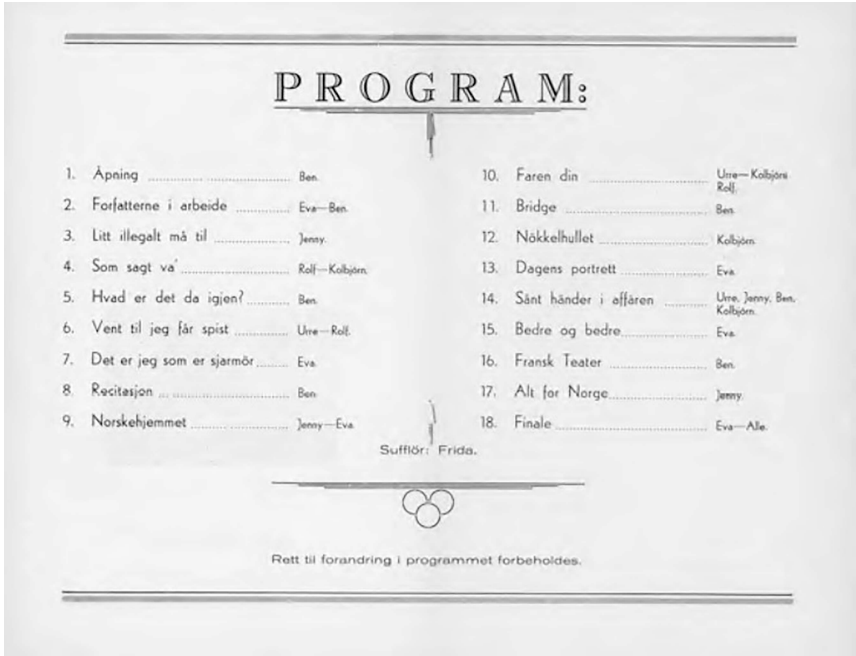 PROGRAM:
1. Åpning ........ Ben.
2. Forfatterne i arbeide ........ Eva—Ben.
3. Litt illegalt må til ........ Jenny.
4. Som sagt va' ........ Rolf—Kolbjörn.
5. Hvad er det da igjen? ........ Ben.
6. Vent til jeg får spist ........ Urre—Rolf.
7. Det er jeg som er sjarmör ........ Eva.
8. Recitasjon ........ Ben.
9. Norskehjemmet ........ Jenny—Eva.
10. Faren din ........ Urre—Kolbjörn
Rolf.
11. Bridge ........ Ben.
12. Nökkelhullet ........ Kolbjörn.
13. Dagens portrett ........ Eva.
14. Sånt händer i affären ........ Urre, Jenny, Ben,
Kolbjörn.
15. Bedre og bedre ........ Eva.
16. Fransk Teater ........ Ben.
17. Alt for Norge ........ Jenny.
18. Finale ........ Eva—Alle.
Sufflör: Frida.
Rett til forandring i programmet forbeholdes.